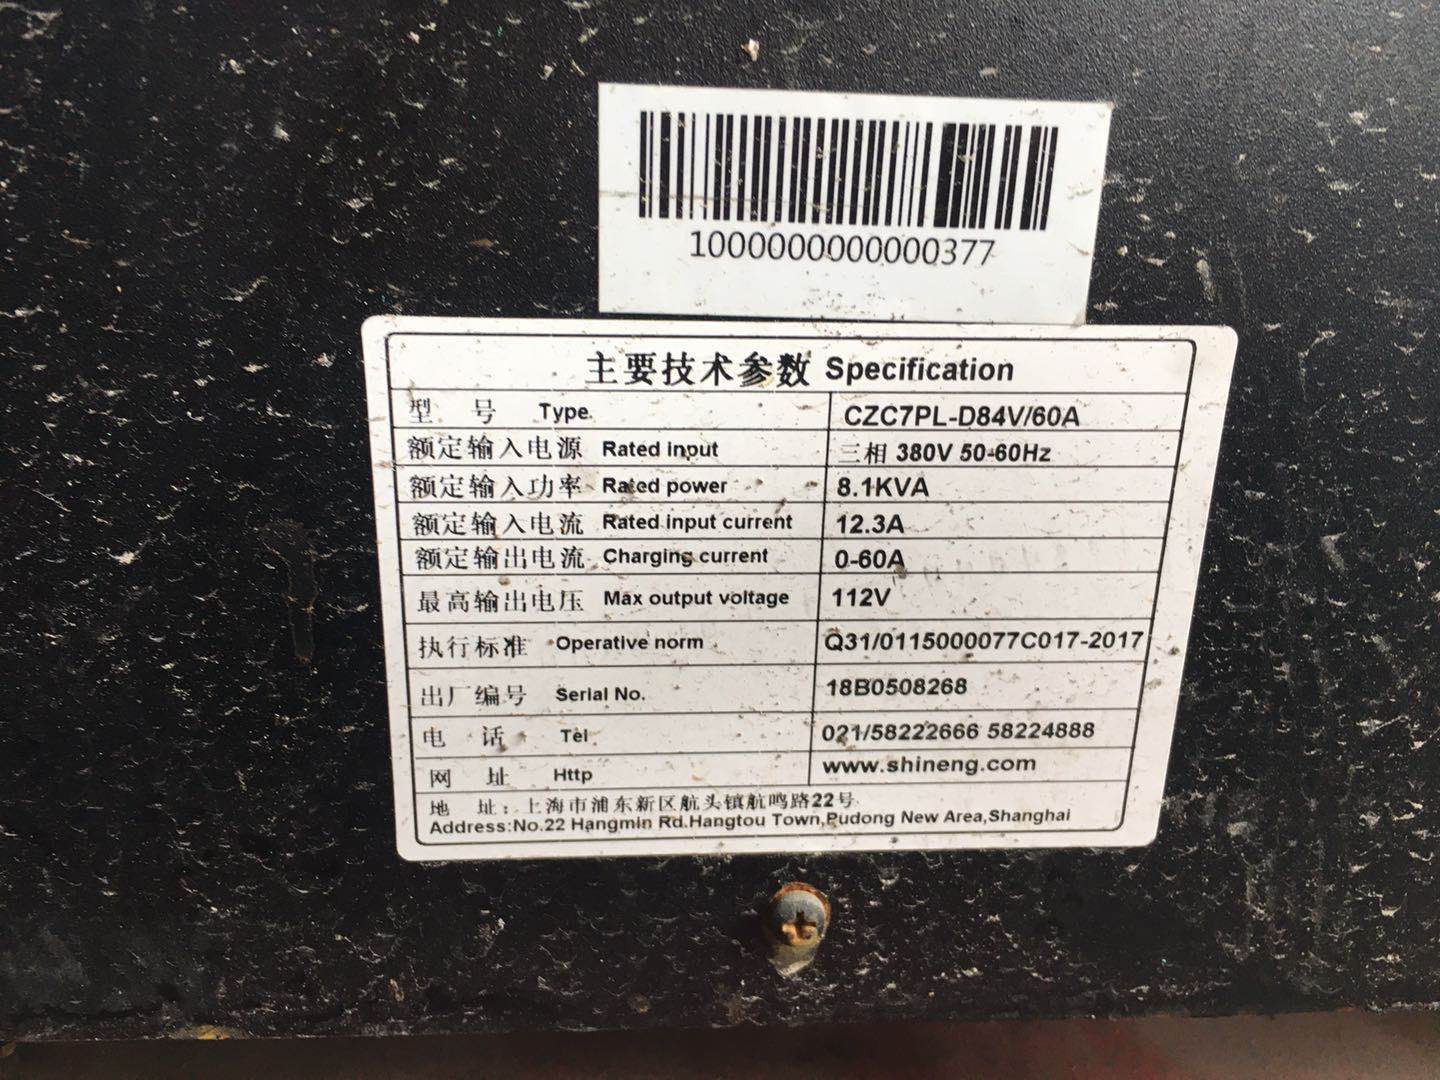 1000000000000377
主要技术参数 Specification
型 号 Type CZC7PL-D84V/60A
额定输入电源 Rated input 三相 380V 50-60Hz
额定输入功率 Rated power 8.1KVA
额定输入电流 Rated input current 12.3A
额定输出电流 Charging current 0-60A
最高输出电压 Max output voltage 112V
执行标准 Operative norm Q31/0115000077C017-2017
出厂编号 Serial No. 18B0508268
电 话 Tel 021/58222666 58224888
网 址 Http www.shineng.com
地 址：上海市浦东新区航头镇航鸣路22号
Address:No.22 Hangmin Rd.Hangtou Town,Pudong New Area,Shanghai